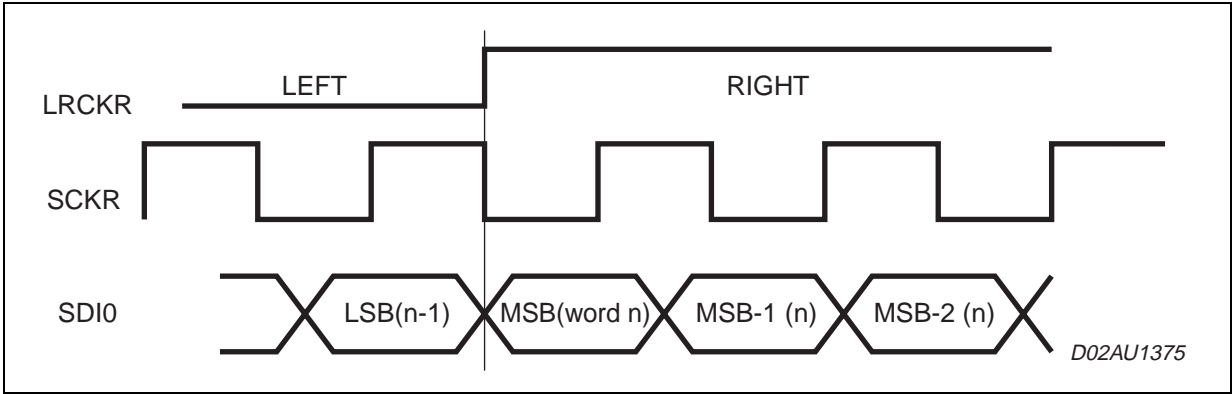 LEFT
RIGHT
LRCKR
SCKR
SDI0
LSB(n-1)
MSB(word n)
MSB-1 (n)
MSB-2 (n)
D02AU1375